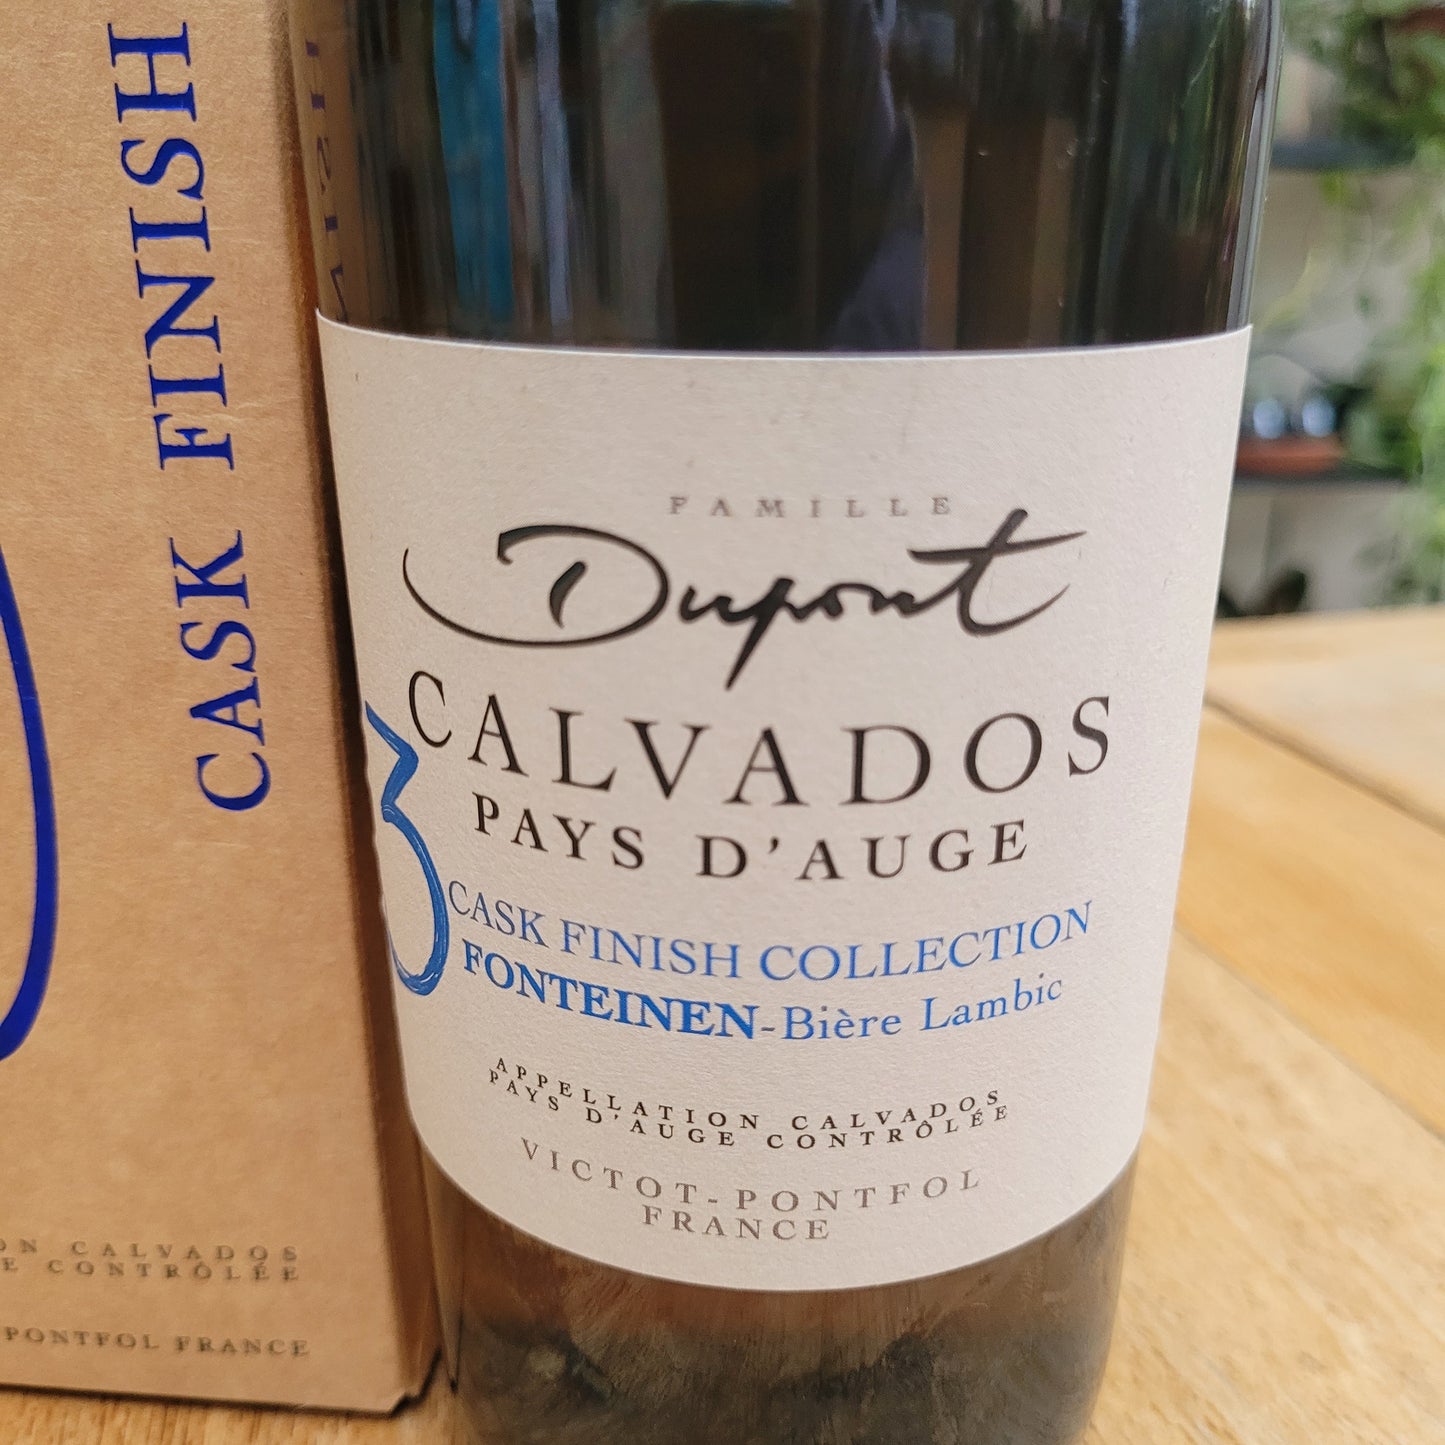 CASK FINISH
ON CALVADOS
E CONTRÔLÉE
PONTFOL FRANCE
FAMILLE
Dupont
CALVADOS
PAYS D'AUGE
3
CASK FINISH COLLECTION
FONTEINEN-Bière Lambic
APPELLATION CALVADOS
PAYS D'AUGE CONTRÔLÉE
VICTOT-PONTFOL
FRANCE